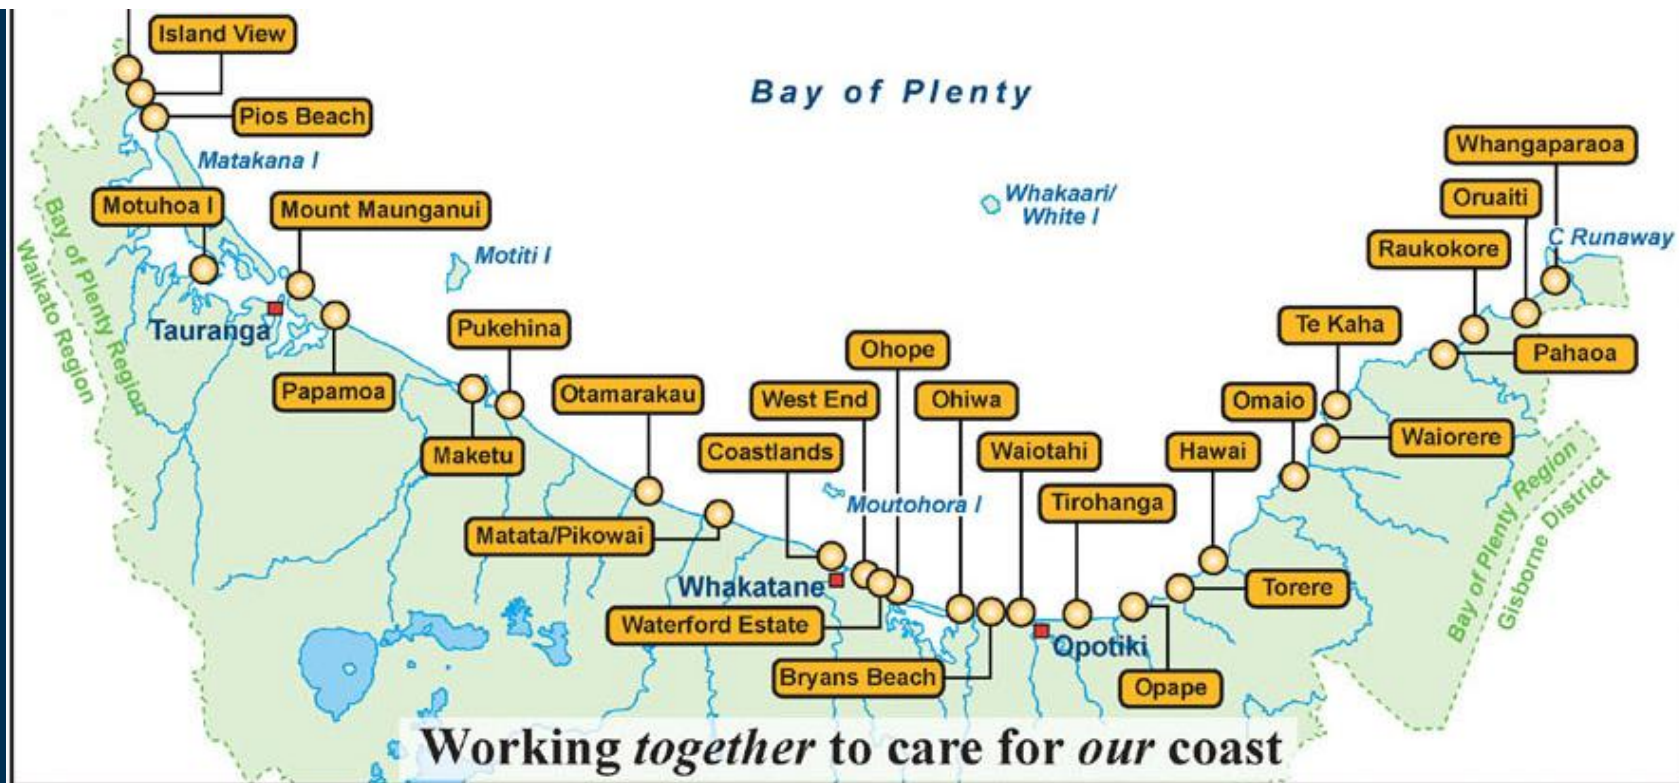 Island View
Bay of Plenty
Pios Beach
Whangaparaoa
Matakana I
Whakaari/
White I
Oruaiti
Motuhoa I
Mount Maunganui
C Runaway
Raukokore
Motiti I
Bay of Plenty Region
Waikato Region
Tauranga
Pukehina
Te Kaha
Ohope
Pahaoa
Papamoa
Otamarakau
West End
Ohiwa
Omaio
Waiorere
Maketu
Coastlands
Waiotahi
Hawai
Moutohora I
Tirohanga
Matata/Pikowai
Bay of Plenty Region
Gisborne District
Whakatane
Torere
Waterford Estate
Opotiki
Bryans Beach
Opape
Working together to care for our coast